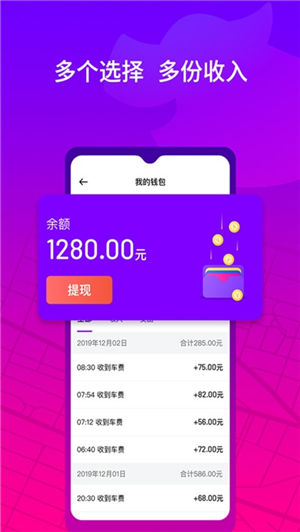 多个选择 多份收入
我的钱包
余额
1280.00元
提现
2019年12月02日 合计285.00元
08:30 收到车费 +75.00元
07:54 收到车费 +82.00元
07:12 收到车费 +56.00元
06:40 收到车费 +72.00元
2019年12月01日 合计586.00元
20:30 收到车费 +68.00元